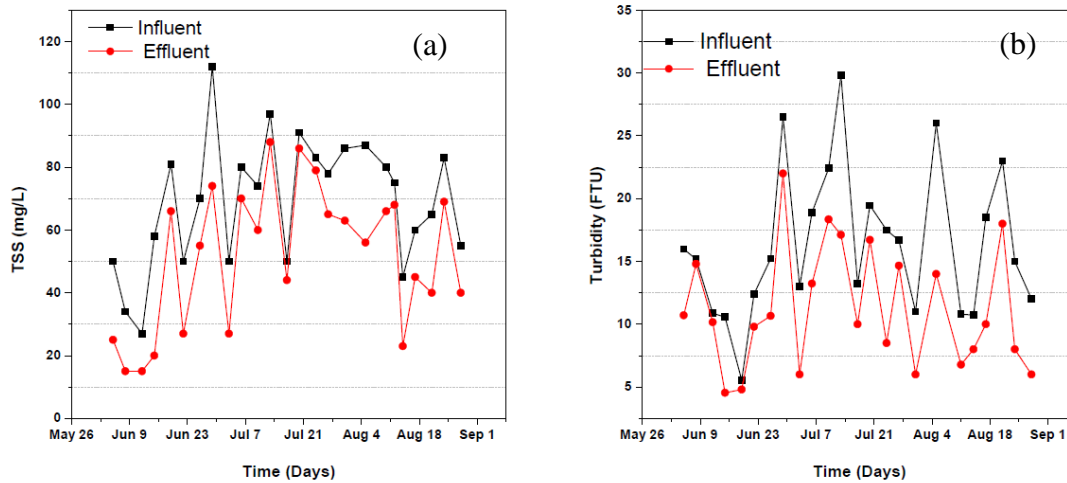 Influent
Effluent
(a)
TSS (mg/L)
120
100
80
60
40
20
0
May 26 Jun 9 Jun 23 Jul 7 Jul 21 Aug 4 Aug 18 Sep 1
Time (Days)
Influent
Effluent
(b)
Turbidity (FTU)
35
30
25
20
15
10
5
May 26 Jun 9 Jun 23 Jul 7 Jul 21 Aug 4 Aug 18 Sep 1
Time (Days)